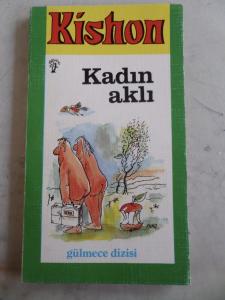 Kishon
Kadın
aklı
gülmece dizisi